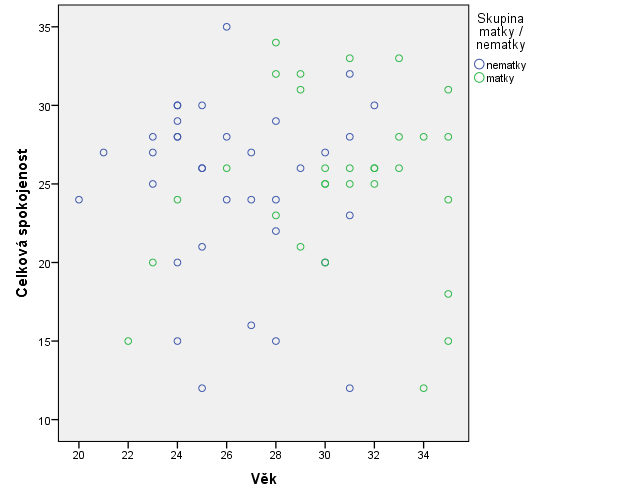 Skupina
matky /
nematky
nematky
matky
35
30
25
20
15
10
Celková spokojenost
20 22 24 26 28 30 32 34
Věk